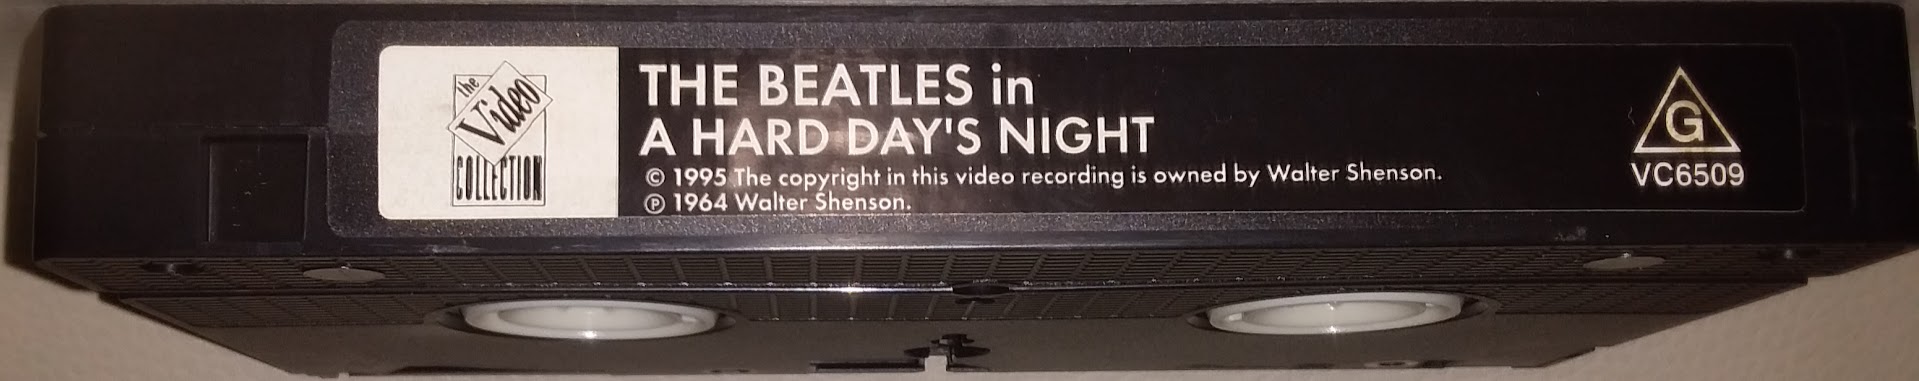 the
Video
COLLECTION
THE BEATLES in
A HARD DAY'S NIGHT
© 1995 The copyright in this video recording is owned by Walter Shenson.
℗ 1964 Walter Shenson.
G
VC6509